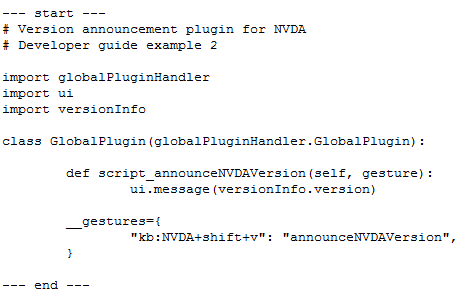 --- start ---
# Version announcement plugin for NVDA
# Developer guide example 2

import globalPluginHandler
import ui
import versionInfo

class GlobalPlugin(globalPluginHandler.GlobalPlugin):

	def script_announceNVDAVersion(self, gesture):
		ui.message(versionInfo.version)

	__gestures={
		"kb:NVDA+shift+v": "announceNVDAVersion",
	}

--- end ---